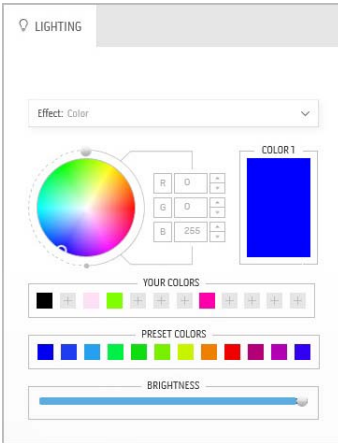 LIGHTING
Effect: Color
COLOR 1
R 0
G 0
B 255
YOUR COLORS
PRESET COLORS
BRIGHTNESS